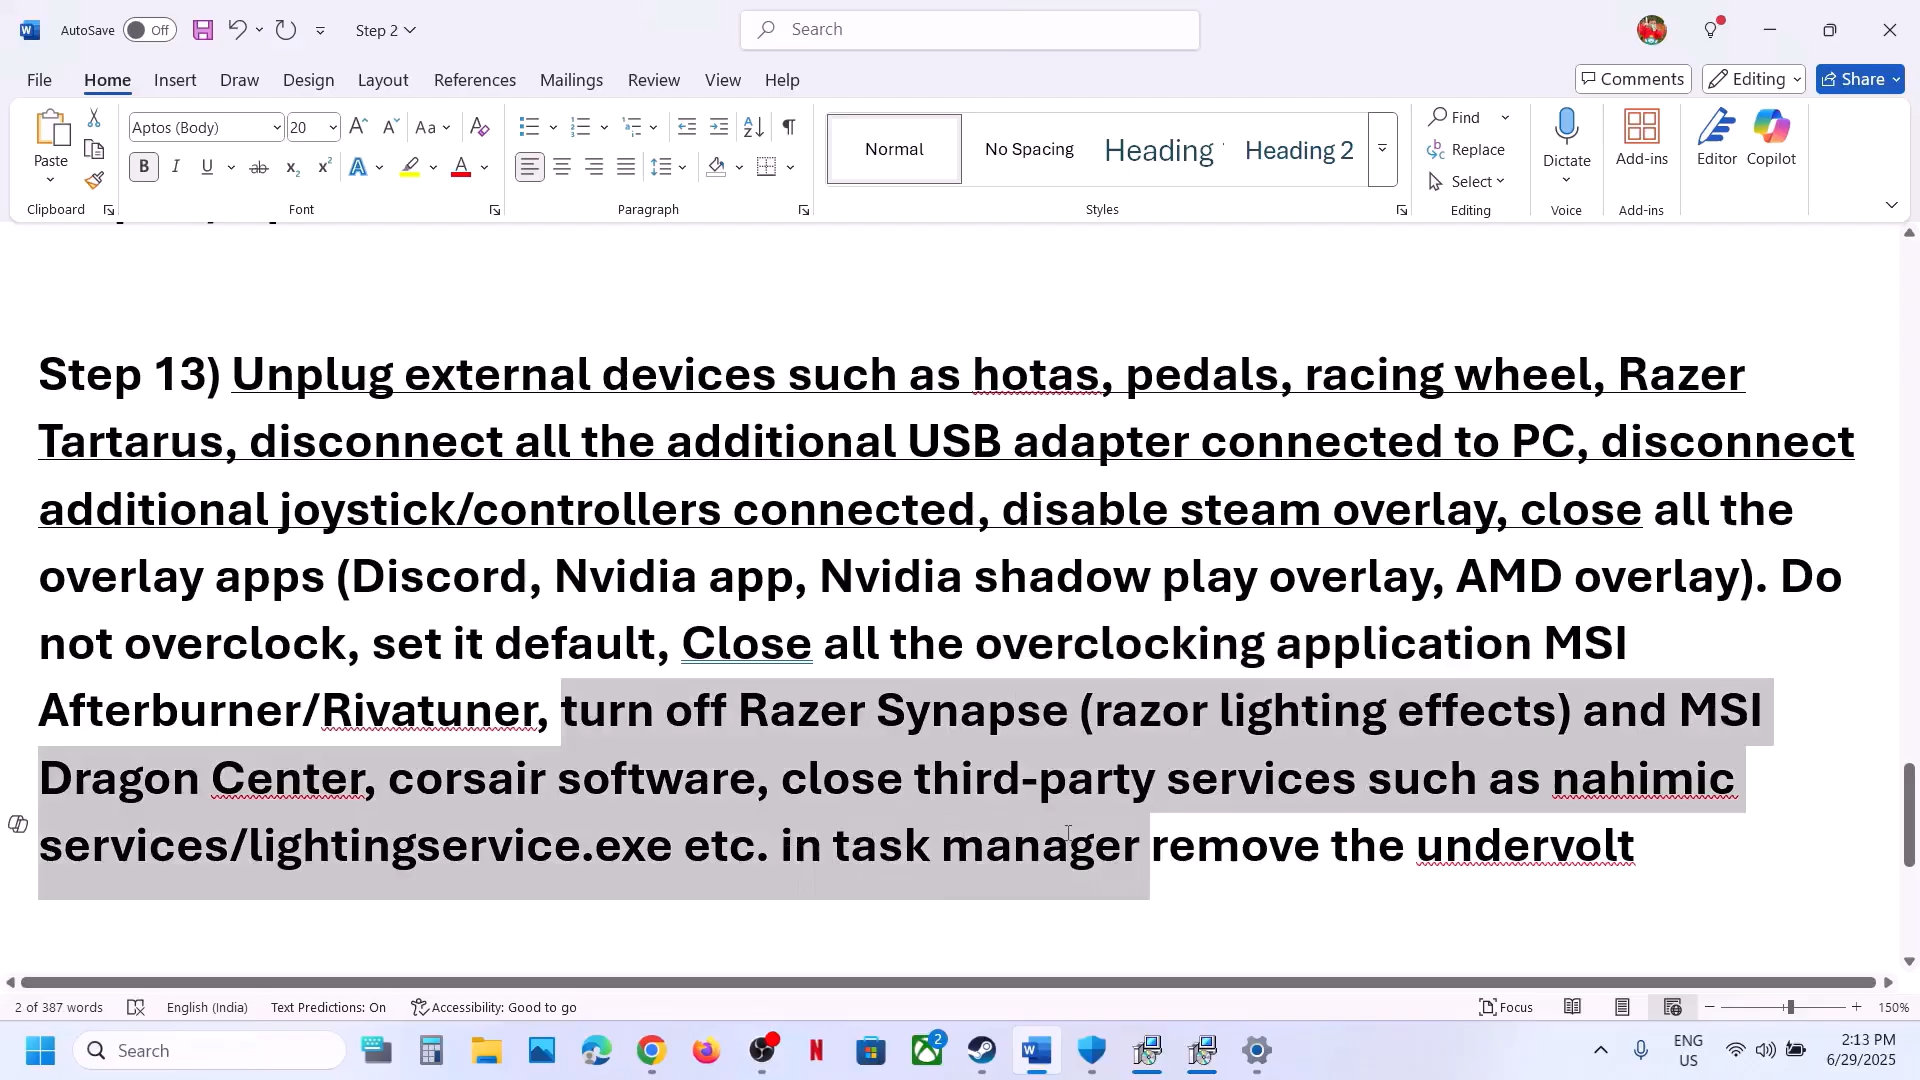 AutoSave Off Step 2 Search
File Home Insert Draw Design Layout References Mailings Review View Help Comments Editing Share
Paste Aptos (Body) 20 Normal No Spacing Heading Heading 2 Find Replace Select Dictate Add-ins Editor Copilot
Clipboard Font Paragraph Styles Editing Voice Add-ins
Step 13) Unplug external devices such as hotas, pedals, racing wheel, Razer
Tartarus, disconnect all the additional USB adapter connected to PC, disconnect
additional joystick/controllers connected, disable steam overlay, close all the
overlay apps (Discord, Nvidia app, Nvidia shadow play overlay, AMD overlay). Do
not overclock, set it default, Close all the overclocking application MSI
Afterburner/Rivatuner, turn off Razer Synapse (razor lighting effects) and MSI
Dragon Center, corsair software, close third-party services such as nahimic
services/lightingservice.exe etc. in task manager remove the undervolt
2 of 387 words English (India) Text Predictions: On Accessibility: Good to go Focus 150%
Search 2 ENG US 2:13 PM
6/29/2025